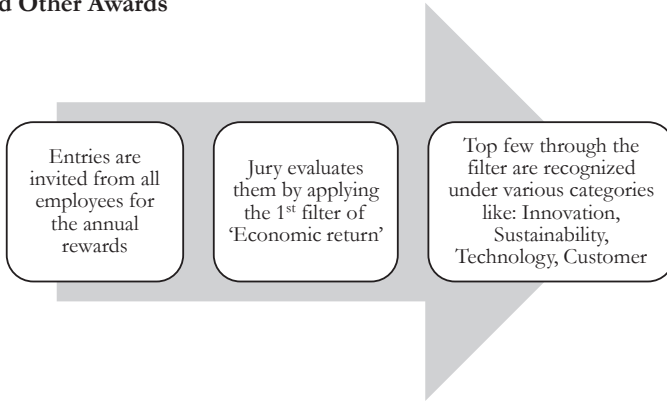 d Other Awards
Entries are
invited from all
employees for
the annual
rewards
Jury evaluates
them by applying
the 1st filter of
‘Economic return’
Top few through the
filter are recognized
under various categories
like: Innovation,
Sustainability,
Technology, Customer